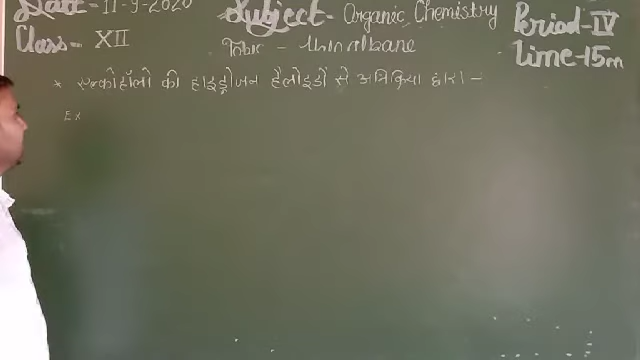 Date - 11-9-2020 Subject - Organic Chemistry Period - IV
Class - XII Topic - Time - 15m
* एल्कोहॉलो की हाइड्रोजन हैलोइडों से अभिक्रिया द्वारा -
Ex